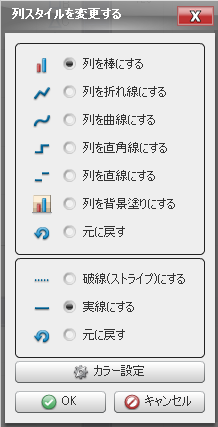 列スタイルを変更する
列を棒にする
列を折れ線にする
列を曲線にする
列を直角線にする
列を直線にする
列を背景塗りにする
元に戻す
破線(ストライプ)にする
実線にする
元に戻す
カラー設定
OK
キャンセル